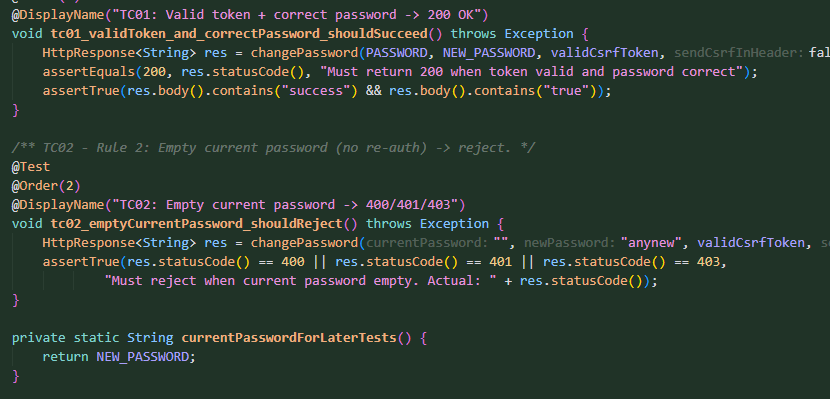 @DisplayName("TC01: Valid token + correct password -> 200 OK")
void tc01_validToken_and_correctPassword_shouldSucceed() throws Exception {
HttpResponse<String> res = changePassword(PASSWORD, NEW_PASSWORD, validCsrfToken, sendCsrfInHeader: fal
assertEquals(200, res.statusCode(), "Must return 200 when token valid and password correct");
assertTrue(res.body().contains("success") && res.body().contains("true"));
}
/** TC02 - Rule 2: Empty current password (no re-auth) -> reject. */
@Test
@Order(2)
@DisplayName("TC02: Empty current password -> 400/401/403")
void tc02_emptyCurrentPassword_shouldReject() throws Exception {
HttpResponse<String> res = changePassword(currentPassword: "", newPassword: "anynew", validCsrfToken, s
assertTrue(res.statusCode() == 400 || res.statusCode() == 401 || res.statusCode() == 403,
"Must reject when current password empty. Actual: " + res.statusCode());
}
private static String currentPasswordForLaterTests() {
return NEW_PASSWORD;
}